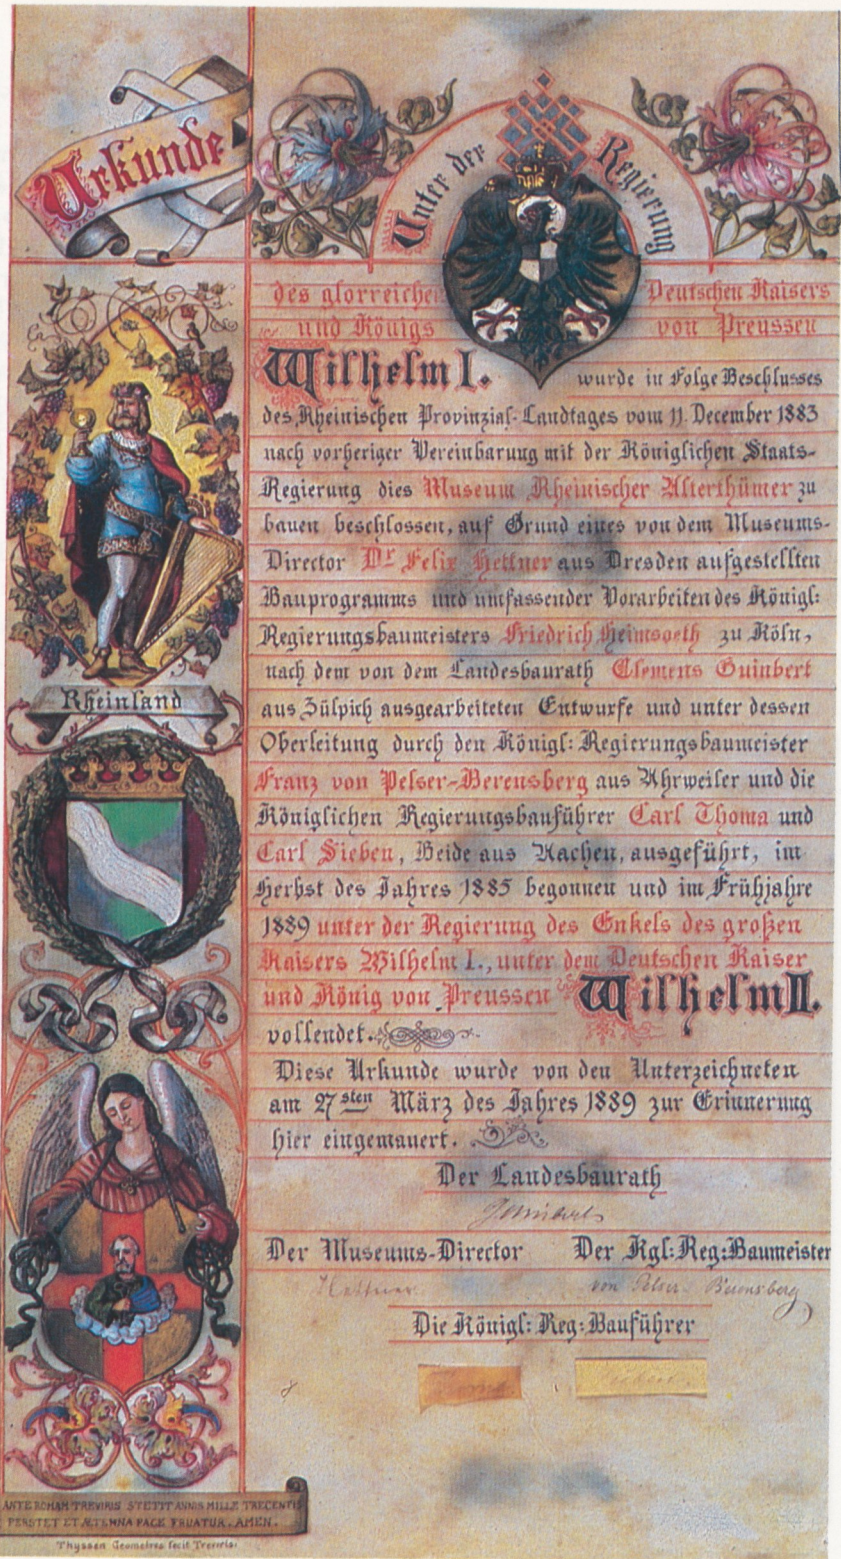 Urkunde
Unter der Regierung
des glorreichen Deutschen Kaisers
und Königs von Preussen
Wilhelm I. wurde in Folge Beschlusses
des Rheinischen Provinzial-Landtages vom 11. December 1883
nach vorheriger Vereinbarung mit der Königlichen Staats-
Regierung dies Museum Rheinischer Alterthümer zu
bauen beschlossen, auf Grund eines von dem Museums-
Director Dr Felix Hettner aus Dresden aufgestellten
Bauprogramms und umfassender Vorarbeiten des Königl:
Regierungsbaumeisters Friedrich Heimsoeth zu Köln,
nach dem von dem Landesbaurath Clemens Guinbert
aus Zülpich ausgearbeiteten Entwurfe und unter dessen
Oberleitung durch den Königl: Regierungsbaumeister
Franz von Pelser-Berensberg aus Ahrweiler und die
Königlichen Regierungsbauführer Carl Thoma und
Carl Sieben, Beide aus Aachen, ausgeführt, im
Herbst des Jahres 1885 begonnen und im Frühjahre
1889 unter der Regierung des Enkels des großen
Kaisers Wilhelm I., unter dem Deutschen Kaiser
und König von Preussen Wilhelm II.
vollendet.
Diese Urkunde wurde von den Unterzeichneten
am 27sten März des Jahres 1889 zur Erinnerung
hier eingemauert.
Der Landesbaurath
Der Museums-Director Der Kgl:Reg:Baumeister
Hettner von Pelser-Berensberg
Die Königl: Reg:Bauführer
Rheinland
ANTE ROMAM TREVIRIS STETIT ANNIS MILLE TRECENTIS
PERSTET ET ÆTERNA PACE FRUATUR. AMEN.
Thyssen Geometres fecit Treveris.